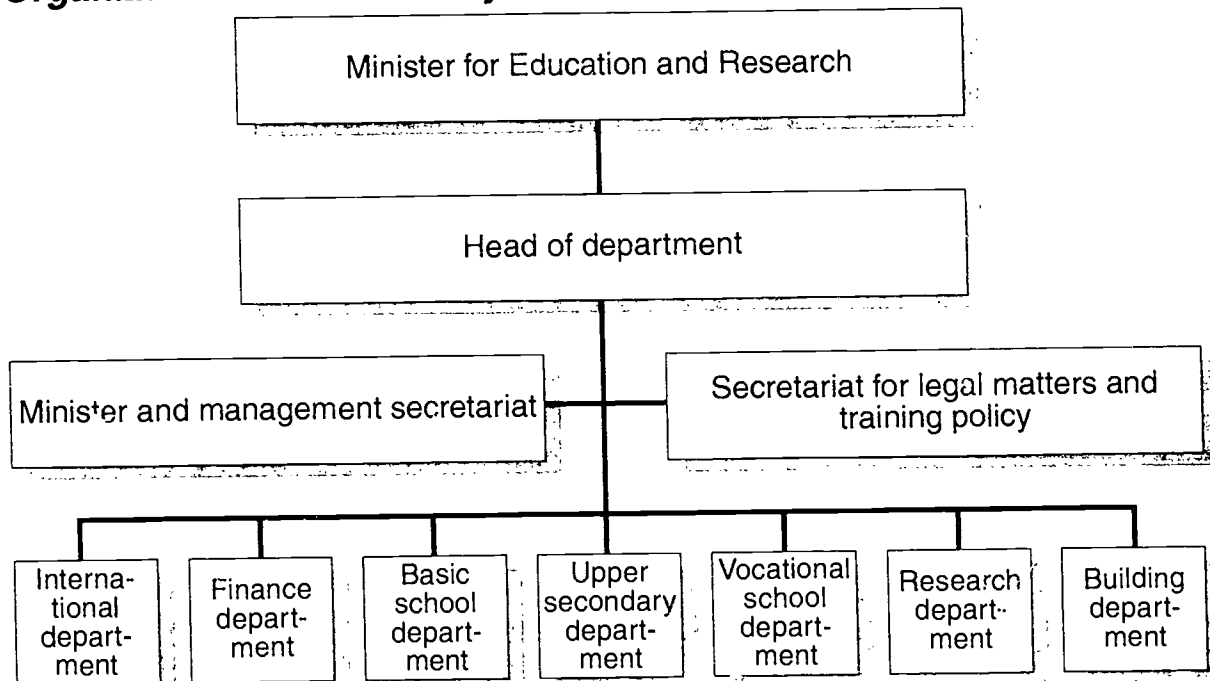 Minister for Education and Research
Head of department
Minister and management secretariat
Secretariat for legal matters and
training policy
Interna-
tional
depart-
ment
Finance
depart-
ment
Basic
school
depart-
ment
Upper
secondary
depart-
ment
Vocational
school
depart-
ment
Research
depart-
ment
Building
depart-
ment